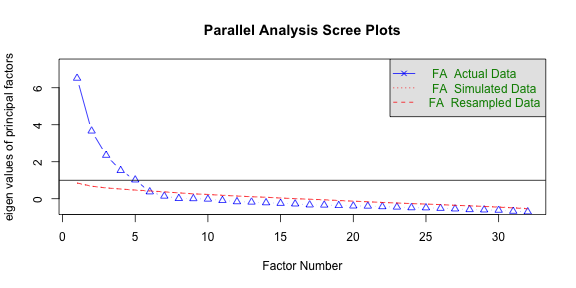 Parallel Analysis Scree Plots
eigen values of principal factors
6
4
2
0
FA Actual Data
FA Simulated Data
FA Resampled Data
0 5 10 15 20 25 30
Factor Number